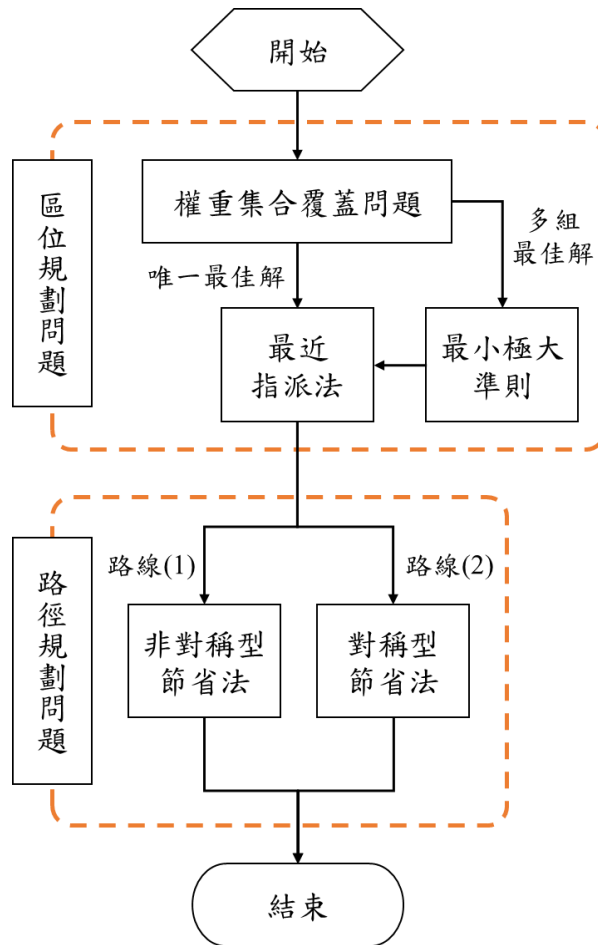 開始
區位規劃問題
權重集合覆蓋問題
多組
最佳解
唯一最佳解
最近
指派法
最小極大
準則
路徑規劃問題
路線(1)
路線(2)
非對稱型
節省法
對稱型
節省法
結束